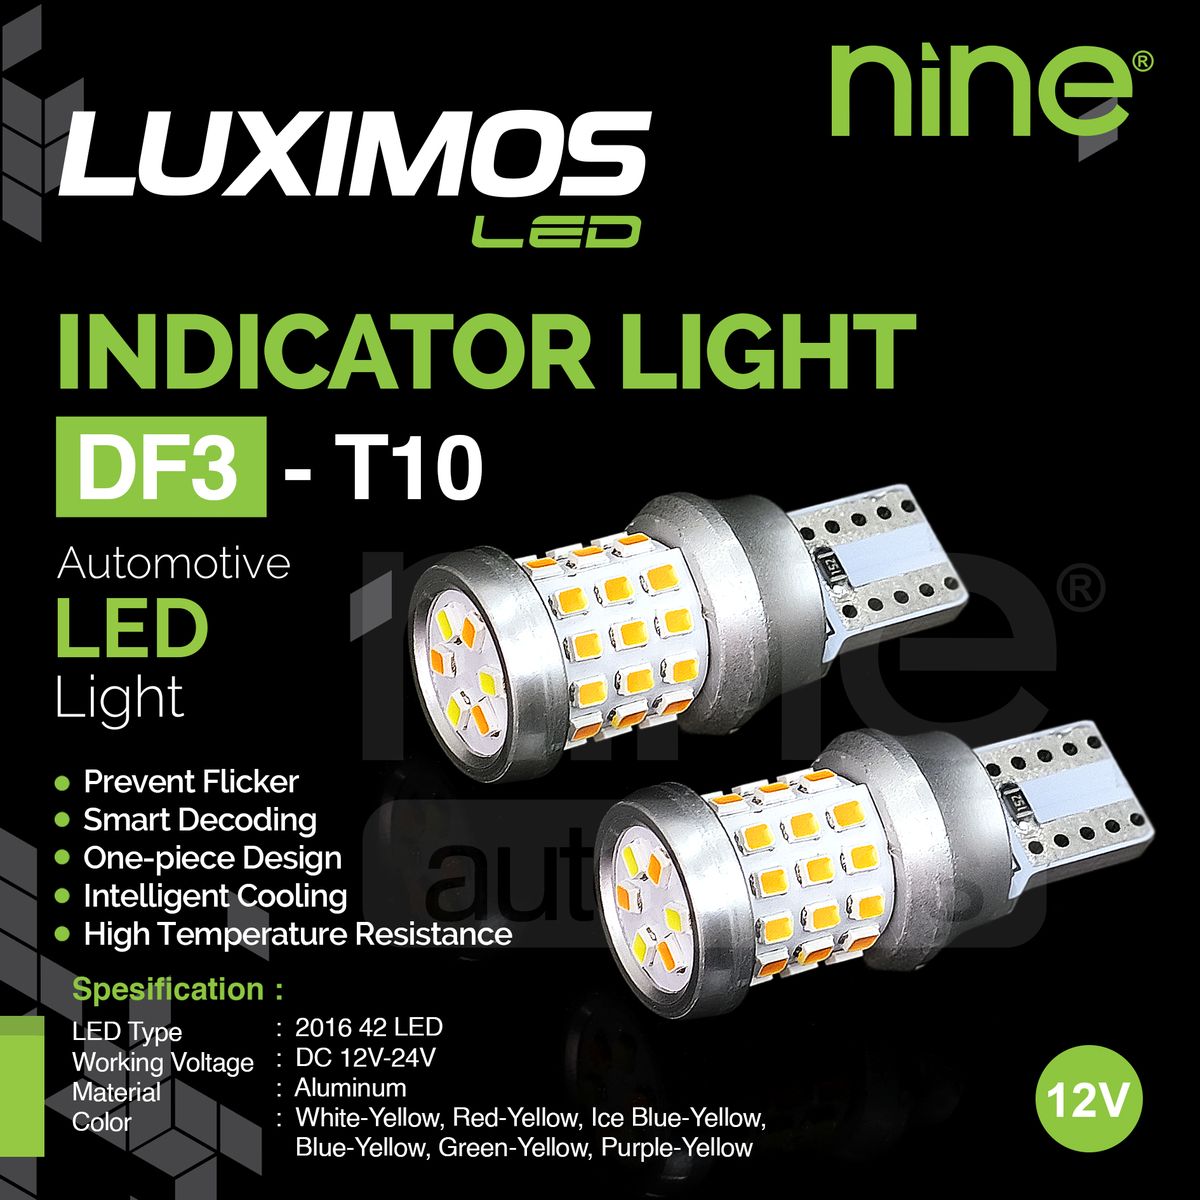 nine®
LUXIMOS
LED
INDICATOR LIGHT
DF3 - T10
Automotive
LED
Light
Prevent Flicker
Smart Decoding
One-piece Design
Intelligent Cooling
High Temperature Resistance
Spesification :
LED Type : 2016 42 LED
Working Voltage : DC 12V-24V
Material : Aluminum
Color : White-Yellow, Red-Yellow, Ice Blue-Yellow,
Blue-Yellow, Green-Yellow, Purple-Yellow
12V
nine®